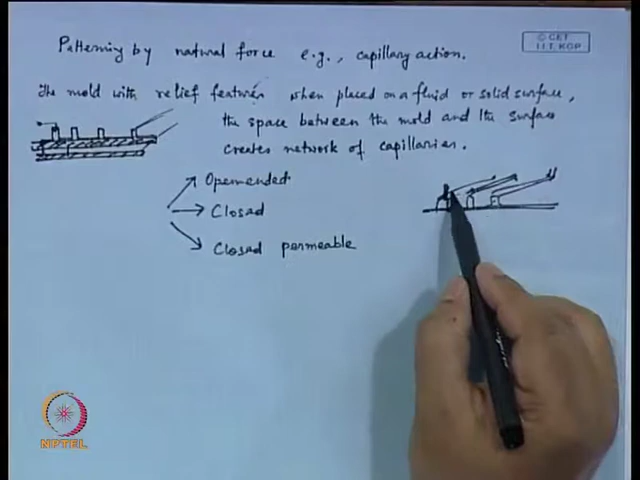 Patterning by natural force e.g., capillary action.
© CET
I.I.T. KGP
The mold with relief features when placed on a fluid or solid surface,
the space between the mold and the surface
creates network of capillaries.
Openended
Closed
Closed permeable
NPTEL